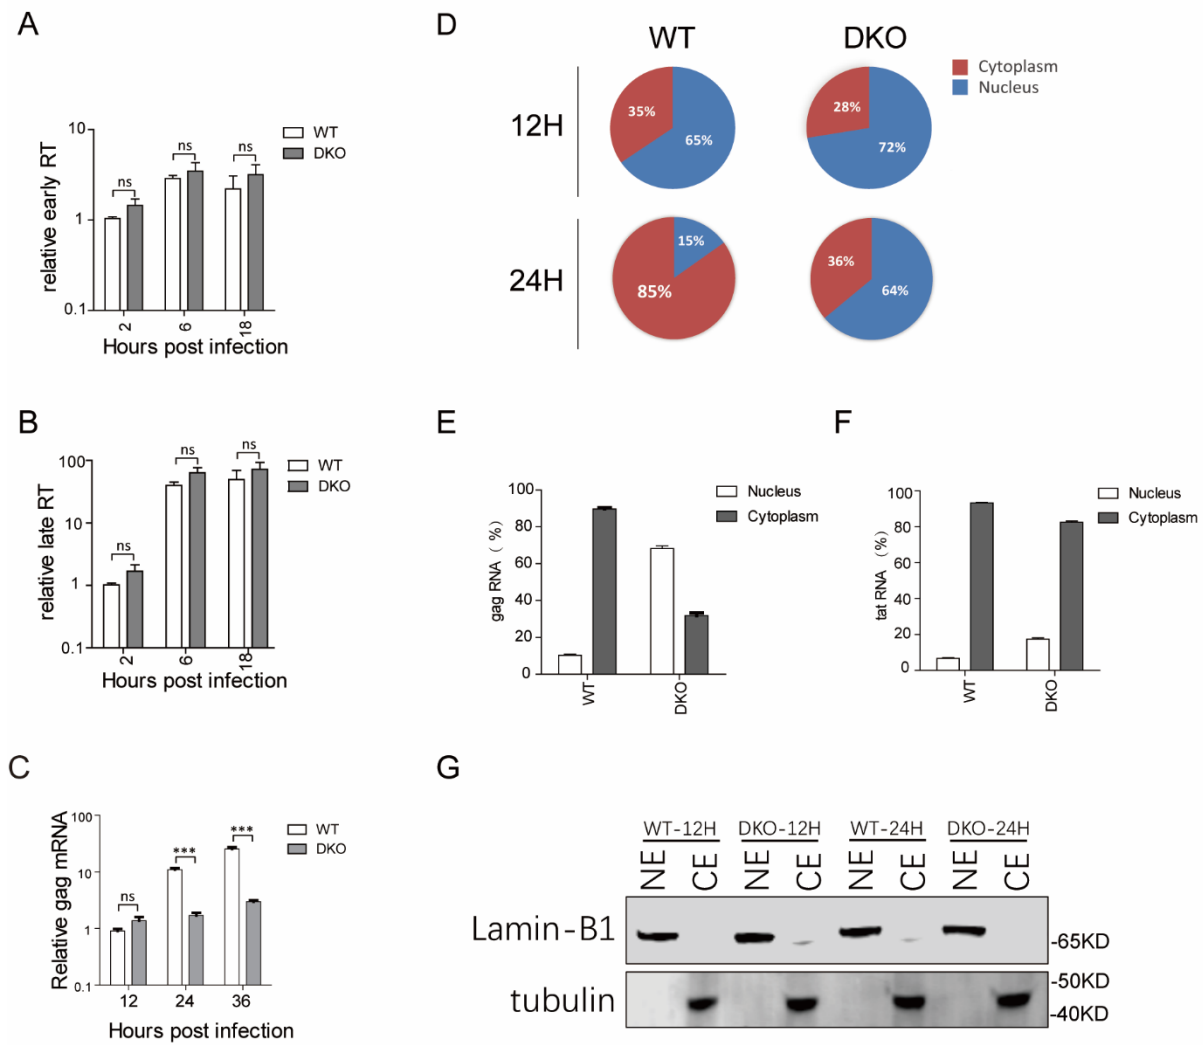 A
relative early RT
10
1
0.1
ns
ns
ns
WT
DKO
2
6
18
Hours post infection
B
relative late RT
100
10
1
0.1
ns
ns
ns
WT
DKO
2
6
18
Hours post infection
C
Relative gag mRNA
100
10
1
0.1
ns
***
***
WT
DKO
12
24
36
Hours post infection
D
WT
DKO
Cytoplasm
Nucleus
12H
35%
65%
28%
72%
24H
15%
85%
36%
64%
E
gag RNA (%)
100
80
60
40
20
0
Nucleus
Cytoplasm
WT
DKO
F
tat RNA (%)
100
80
60
40
20
0
Nucleus
Cytoplasm
WT
DKO
G
WT-12H DKO-12H WT-24H DKO-24H
NE CE NE CE NE CE NE CE
Lamin-B1
-65KD
tubulin
-50KD
-40KD